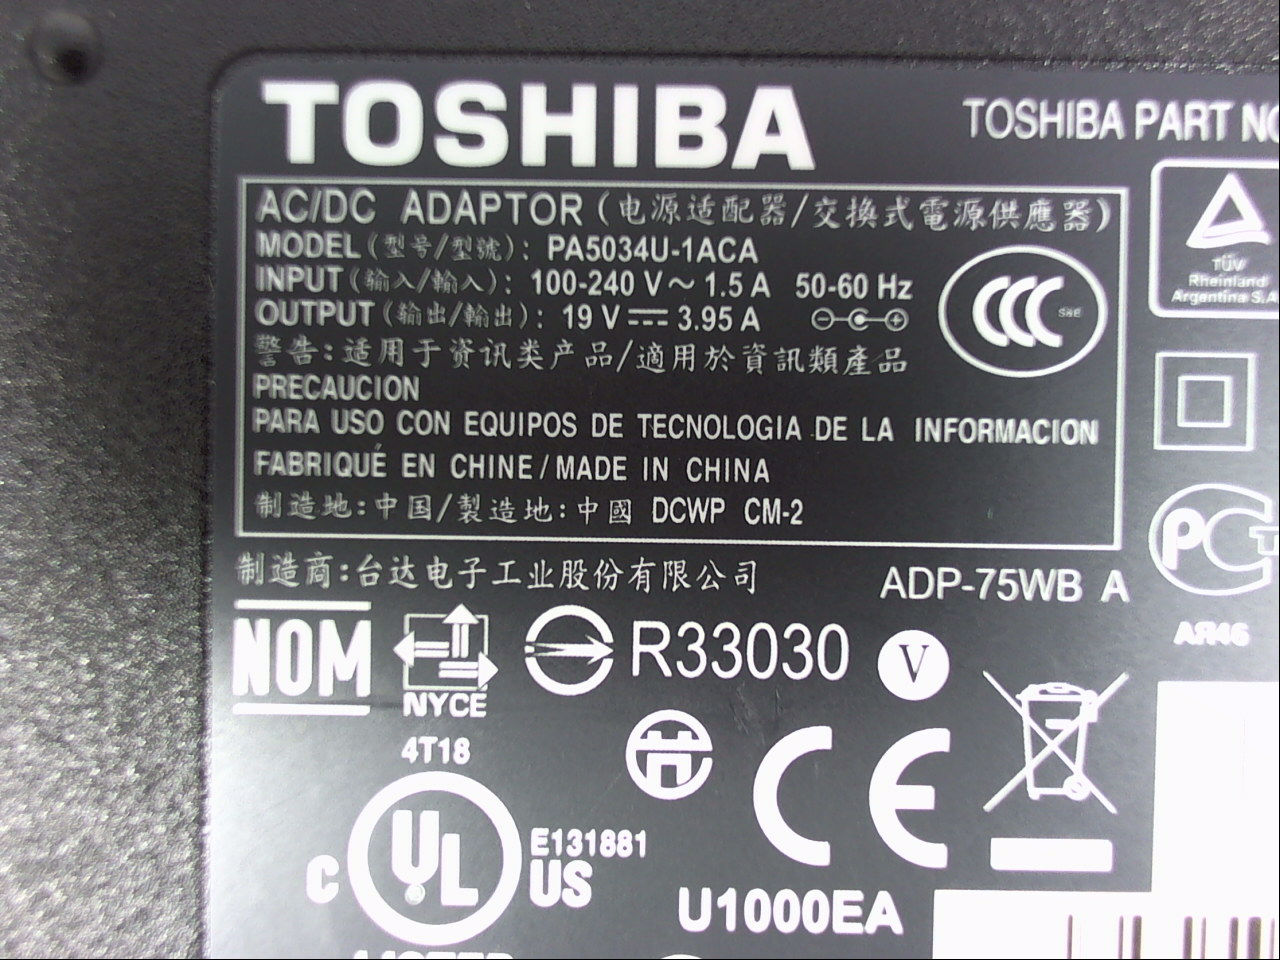 TOSHIBA
TOSHIBA PART NO
AC/DC ADAPTOR (电源适配器/交換式電源供應器)
MODEL (型号/型號): PA5034U-1ACA
INPUT (输入/輸入): 100-240 V ~ 1.5 A 50-60 Hz
OUTPUT (输出/輸出): 19 V ⎓ 3.95 A
警告:适用于资讯类产品/適用於資訊類產品
PRECAUCION
PARA USO CON EQUIPOS DE TECNOLOGIA DE LA INFORMACION
FABRIQUÉ EN CHINE/MADE IN CHINA
制造地:中国/製造地:中國 DCWP CM-2
CCC
TÜV
Rheinland
Argentina S.A
制造商:台达电子工业股份有限公司
ADP-75WB A
PCT
АЯ46
NOM
NYCE
R33030
V
4T18
C UL US
E131881
CE
U1000EA